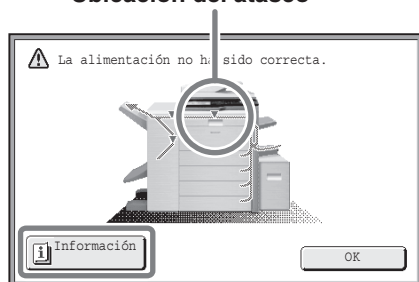 Ubicación del atasco
La alimentación no ha sido correcta.
Información
OK